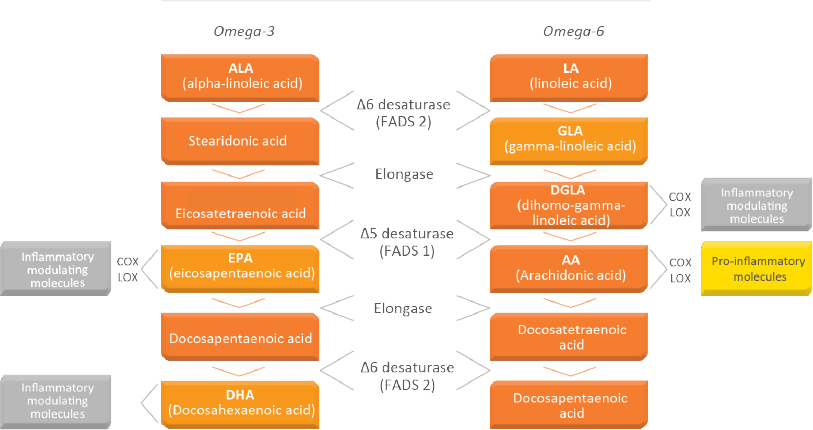 Omega-3
Omega-6
ALA
(alpha-linoleic acid)
LA
(linoleic acid)
Δ6 desaturase
(FADS 2)
Stearidonic acid
GLA
(gamma-linoleic acid)
Elongase
Eicosatetraenoic acid
DGLA
(dihomo-gamma-
linoleic acid)
COX
LOX
Inflammatory
modulating
molecules
Δ5 desaturase
(FADS 1)
Inflammatory
modulating
molecules
COX
LOX
EPA
(eicosapentaenoic acid)
AA
(Arachidonic acid)
COX
LOX
Pro-inflammatory
molecules
Elongase
Docosapentaenoic acid
Docosatetraenoic
acid
Δ6 desaturase
(FADS 2)
Inflammatory
modulating
molecules
DHA
(Docosahexaenoic acid)
Docosapentaenoic
acid